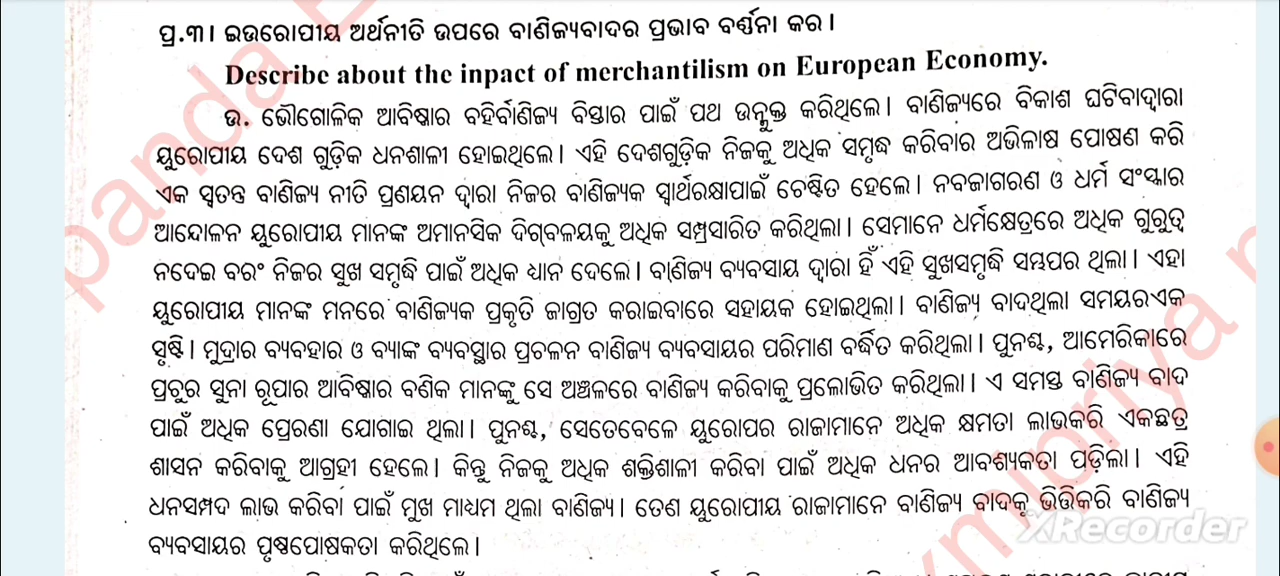 ପ୍ର.୩। ଇଉରୋପୀୟ ଅର୍ଥନୀତି ଉପରେ ବାଣିଜ୍ୟବାଦର ପ୍ରଭାବ ବର୍ଣ୍ଣନା କର।
Describe about the inpact of merchantilism on European Economy.
ଉ. ଭୌଗୋଳିକ ଆବିଷ୍କାର ବହିର୍ବାଣିଜ୍ୟ ବିସ୍ତାର ପାଇଁ ପଥ ଉନ୍ମୁକ୍ତ କରିଥିଲେ। ବାଣିଜ୍ୟରେ ବିକାଶ ଘଟିବାଦ୍ୱାରା
ୟୁରୋପୀୟ ଦେଶ ଗୁଡ଼ିକ ଧନଶାଳୀ ହୋଇଥିଲେ। ଏହି ଦେଶଗୁଡ଼ିକ ନିଜକୁ ଅଧିକ ସମୃଦ୍ଧ କରିବାର ଅଭିଳାଷ ପୋଷଣ କରି
ଏକ ସ୍ୱତନ୍ତ୍ର ବାଣିଜ୍ୟ ନୀତି ପ୍ରଣୟନ ଦ୍ୱାରା ନିଜର ବାଣିଜ୍ୟକ ସ୍ୱାର୍ଥରକ୍ଷାପାଇଁ ଚେଷ୍ଟିତ ହେଲେ। ନବଜାଗରଣ ଓ ଧର୍ମ ସଂସ୍କାର
ଆନ୍ଦୋଳନ ୟୁରୋପୀୟ ମାନଙ୍କ ଅମାନସିକ ଦିଗ୍‌ବଳୟକୁ ଅଧିକ ସମ୍ପ୍ରସାରିତ କରିଥିଲା। ସେମାନେ ଧର୍ମକ୍ଷେତ୍ରରେ ଅଧିକ ଗୁରୁତ୍ୱ
ନଦେଇ ବରଂ ନିଜର ସୁଖ ସମୃଦ୍ଧି ପାଇଁ ଅଧିକ ଧ୍ୟାନ ଦେଲେ। ବାଣିଜ୍ୟ ବ୍ୟବସାୟ ଦ୍ୱାରା ହିଁ ଏହି ସୁଖସମୃଦ୍ଧି ସମ୍ଭପର ଥିଲା। ଏହା
ୟୁରୋପୀୟ ମାନଙ୍କ ମନରେ ବାଣିଜ୍ୟକ ପ୍ରକୃତି ଜାଗ୍ରତ କରାଇବାରେ ସହାୟକ ହୋଇଥିଲା। ବାଣିଜ୍ୟ ବାଦଥିଲା ସମୟରଏକ
ସୃଷ୍ଟି। ମୁଦ୍ରାର ବ୍ୟବହାର ଓ ବ୍ୟାଙ୍କ ବ୍ୟବସ୍ଥାର ପ୍ରଚଳନ ବାଣିଜ୍ୟ ବ୍ୟବସାୟର ପରିମାଣ ବର୍ଦ୍ଧିତ କରିଥିଲା। ପୁନଶ୍ଚ, ଆମେରିକାରେ
ପ୍ରଚୁର ସୁନା ରୂପାର ଆବିଷ୍କାର ବଣିକ ମାନଙ୍କୁ ସେ ଅଞ୍ଚଳରେ ବାଣିଜ୍ୟ କରିବାକୁ ପ୍ରଲୋଭିତ କରିଥିଲା। ଏ ସମସ୍ତ ବାଣିଜ୍ୟ ବାଦ
ପାଇଁ ଅଧିକ ପ୍ରେରଣା ଯୋଗାଇ ଥିଲା। ପୁନଶ୍ଚ, ସେତେବେଳେ ୟୁରୋପର ରାଜାମାନେ ଅଧିକ କ୍ଷମତା ଲାଭକରି ଏକଛତ୍ର
ଶାସନ କରିବାକୁ ଆଗ୍ରହୀ ହେଲେ। କିନ୍ତୁ ନିଜକୁ ଅଧିକ ଶକ୍ତିଶାଳୀ କରିବା ପାଇଁ ଅଧିକ ଧନର ଆବଶ୍ୟକତା ପଡ଼ିଲା। ଏହି
ଧନସମ୍ପଦ ଲାଭ କରିବା ପାଇଁ ମୁଖ ମାଧ୍ୟମ ଥିଲା ବାଣିଜ୍ୟ। ତେଣୁ ୟୁରୋପୀୟ ରାଜାମାନେ ବାଣିଜ୍ୟ ବାଦକୁ ଭିତ୍ତିକରି ବାଣିଜ୍ୟ
ବ୍ୟବସାୟର ପୃଷ୍ଠପୋଷକତା କରିଥିଲେ।
XRecorder